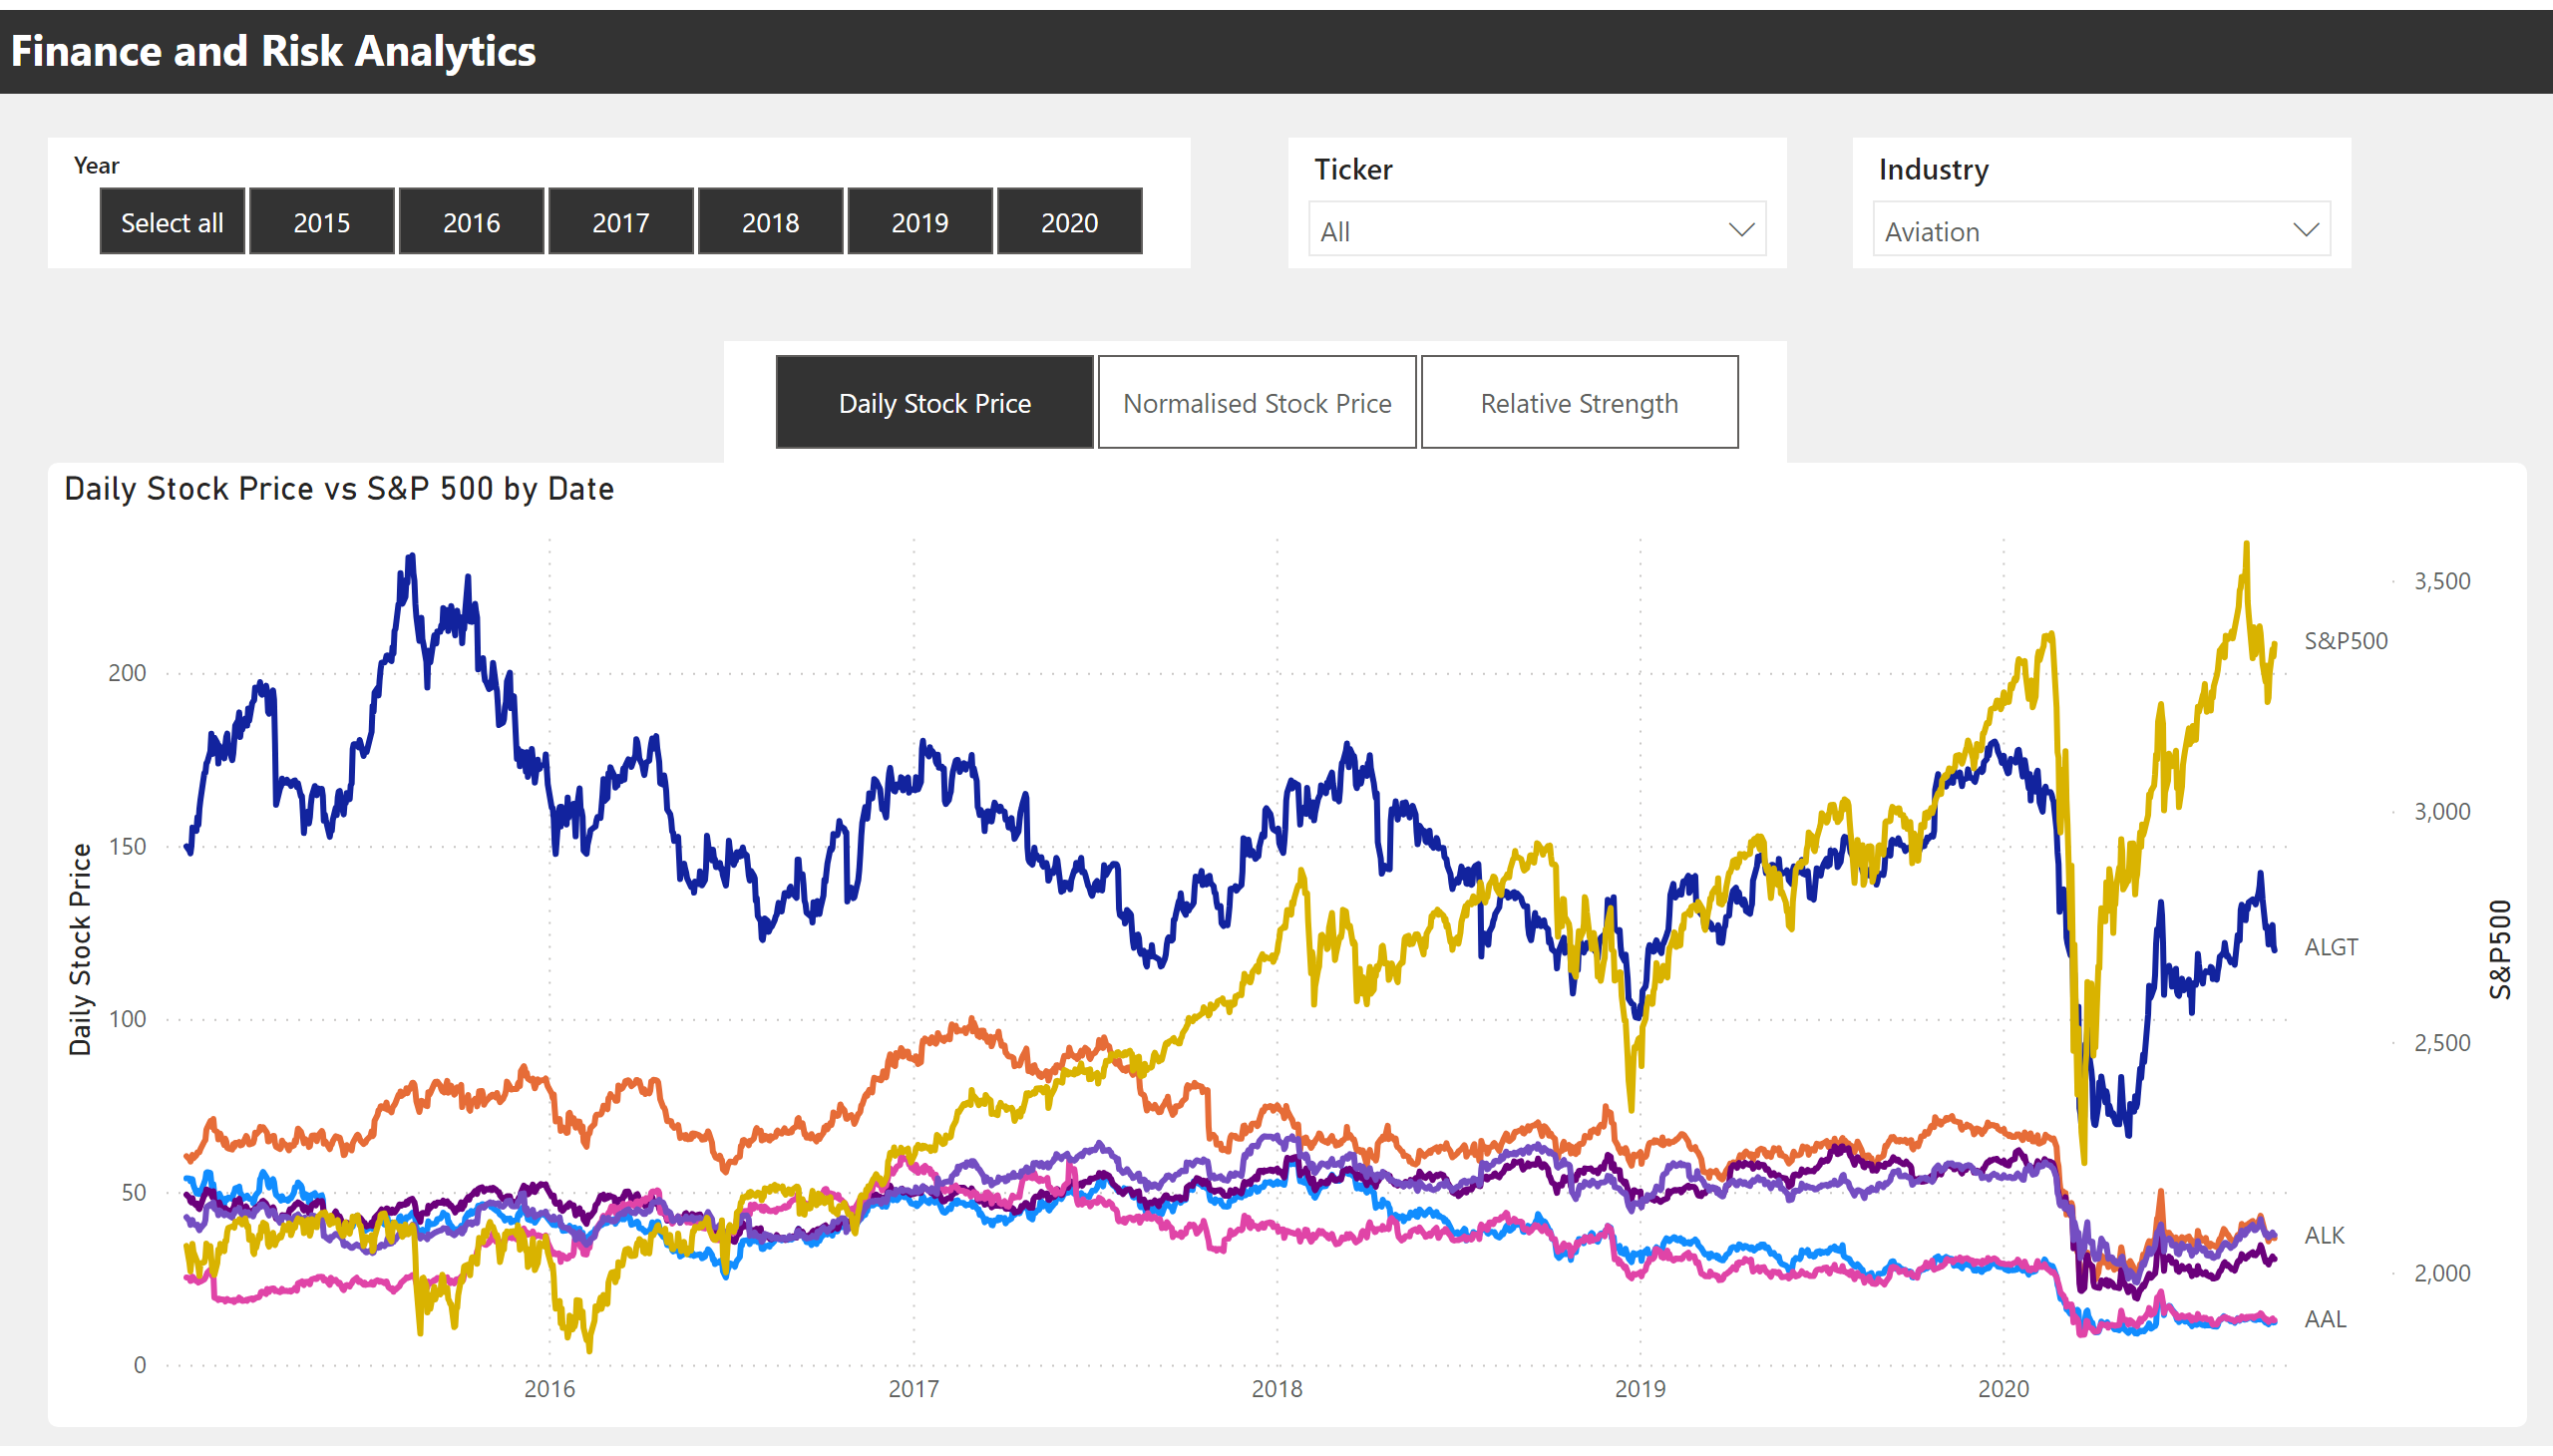 Finance and Risk Analytics
Year
Select all 2015 2016 2017 2018 2019 2020
Ticker
All
Industry
Aviation
Daily Stock Price Normalised Stock Price Relative Strength
Daily Stock Price vs S&P 500 by Date
Daily Stock Price
200
150
100
50
0
2016 2017 2018 2019 2020
S&P500
ALGT
ALK
AAL
3,500
3,000
2,500
2,000
S&P500